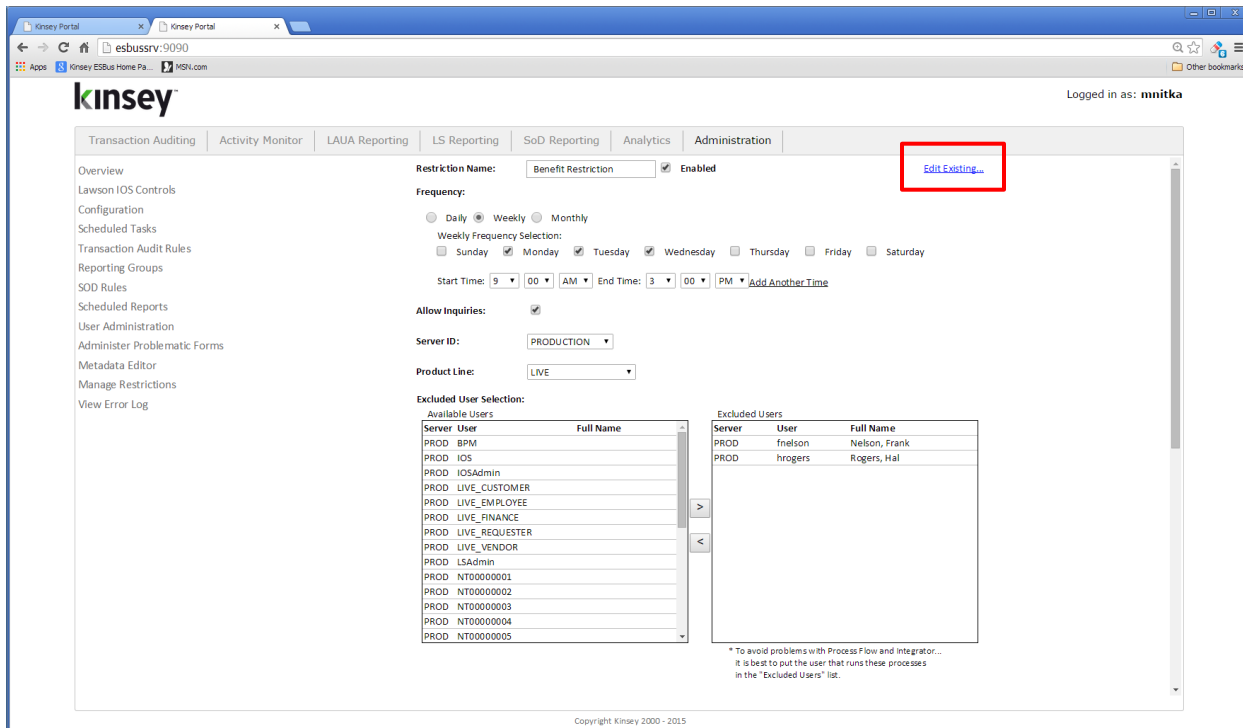 Kinsey Portal
Kinsey Portal
esbussrv:9090
Apps Kinsey ESBus Home Pa... MSN.com Other bookmarks
kinsey
Logged in as: mnitka
Transaction Auditing Activity Monitor LAUA Reporting LS Reporting SoD Reporting Analytics Administration
Overview
Lawson IOS Controls
Configuration
Scheduled Tasks
Transaction Audit Rules
Reporting Groups
SOD Rules
Scheduled Reports
User Administration
Administer Problematic Forms
Metadata Editor
Manage Restrictions
View Error Log
Restriction Name: Benefit Restriction Enabled
Edit Existing...
Frequency:
Daily Weekly Monthly
Weekly Frequency Selection:
Sunday Monday Tuesday Wednesday Thursday Friday Saturday
Start Time: 9 00 AM End Time: 3 00 PM Add Another Time
Allow Inquiries:
Server ID: PRODUCTION
Product Line: LIVE
Excluded User Selection:
Available Users
Server User Full Name
PROD BPM
PROD IOS
PROD IOSAdmin
PROD LIVE_CUSTOMER
PROD LIVE_EMPLOYEE
PROD LIVE_FINANCE
PROD LIVE_REQUESTER
PROD LIVE_VENDOR
PROD LSAdmin
PROD NT00000001
PROD NT00000002
PROD NT00000003
PROD NT00000004
PROD NT00000005
>
<
Excluded Users
Server User Full Name
PROD fnelson Nelson, Frank
PROD hrogers Rogers, Hal
* To avoid problems with Process Flow and Integrator...
it is best to put the user that runs these processes
in the "Excluded Users" list.
Copyright Kinsey 2000 - 2015